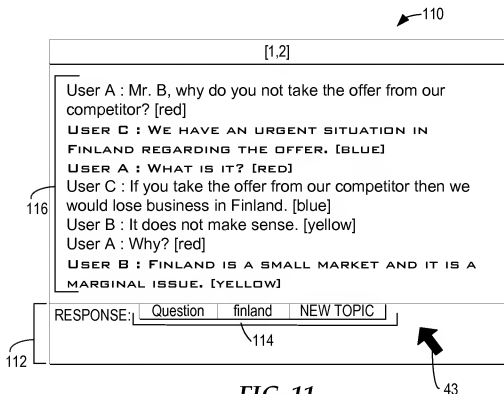 110
[1,2]
User A : Mr. B, why do you not take the offer from our
competitor? [red]
USER C : WE HAVE AN URGENT SITUATION IN
FINLAND REGARDING THE OFFER. [BLUE]
USER A : WHAT IS IT? [RED]
User C : If you take the offer from our competitor then we
would lose business in Finland. [blue]
User B : It does not make sense. [yellow]
User A : Why? [red]
USER B : FINLAND IS A SMALL MARKET AND IT IS A
MARGINAL ISSUE. [YELLOW]
116
RESPONSE: Question finland NEW TOPIC
114
112
43
FIG. 11